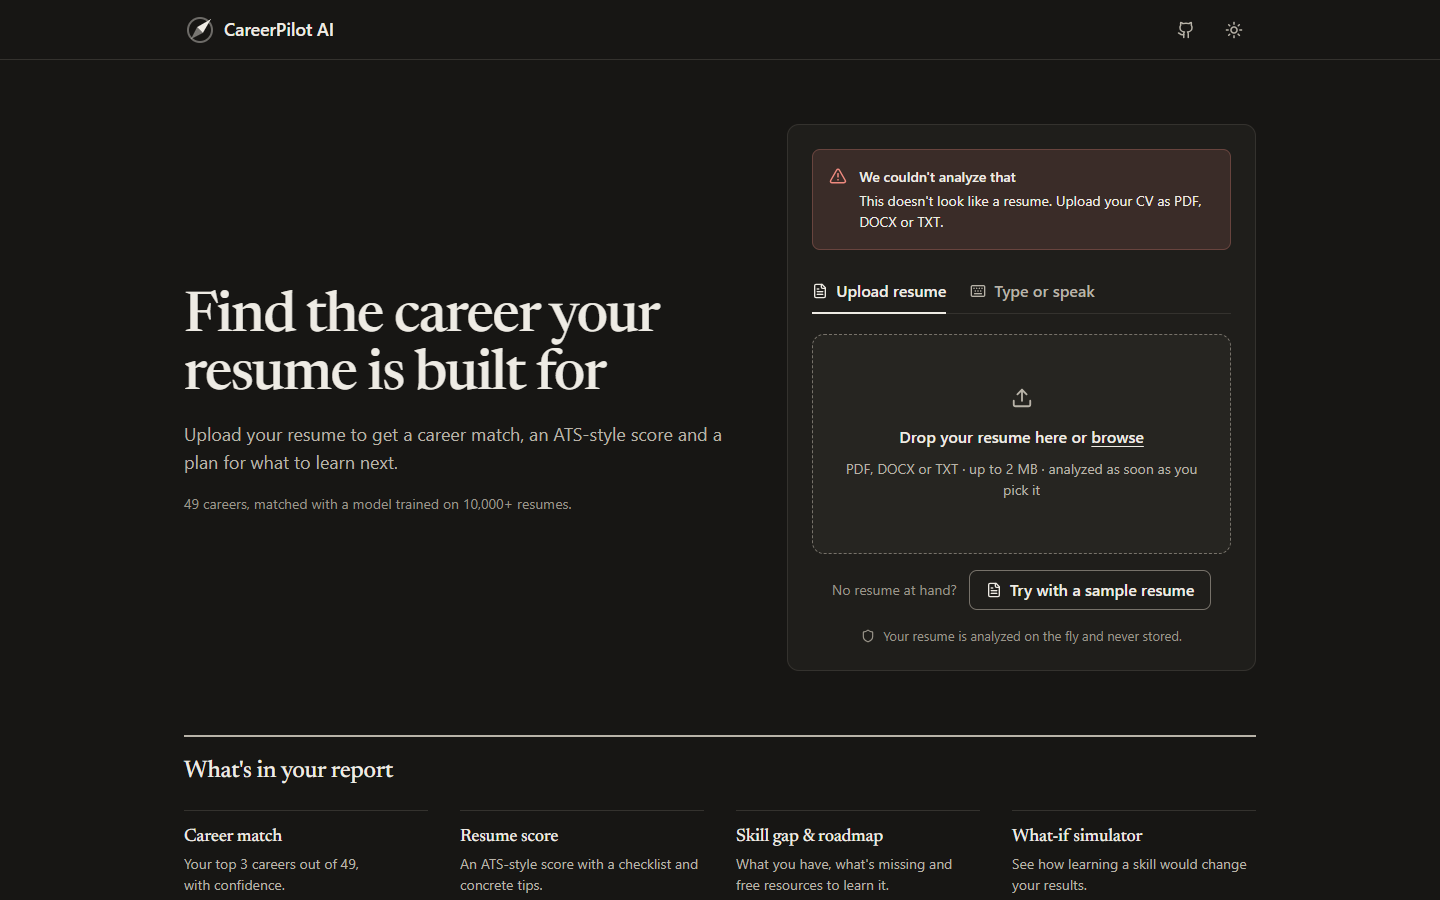 CareerPilot AI
We couldn't analyze that
This doesn't look like a resume. Upload your CV as PDF,
DOCX or TXT.
Upload resume
Type or speak
Find the career your
resume is built for
Upload your resume to get a career match, an ATS-style score and a
plan for what to learn next.
49 careers, matched with a model trained on 10,000+ resumes.
Drop your resume here or browse
PDF, DOCX or TXT · up to 2 MB · analyzed as soon as you
pick it
No resume at hand?
Try with a sample resume
Your resume is analyzed on the fly and never stored.
What's in your report
Career match
Your top 3 careers out of 49,
with confidence.
Resume score
An ATS-style score with a checklist and
concrete tips.
Skill gap & roadmap
What you have, what's missing and
free resources to learn it.
What-if simulator
See how learning a skill would change
your results.